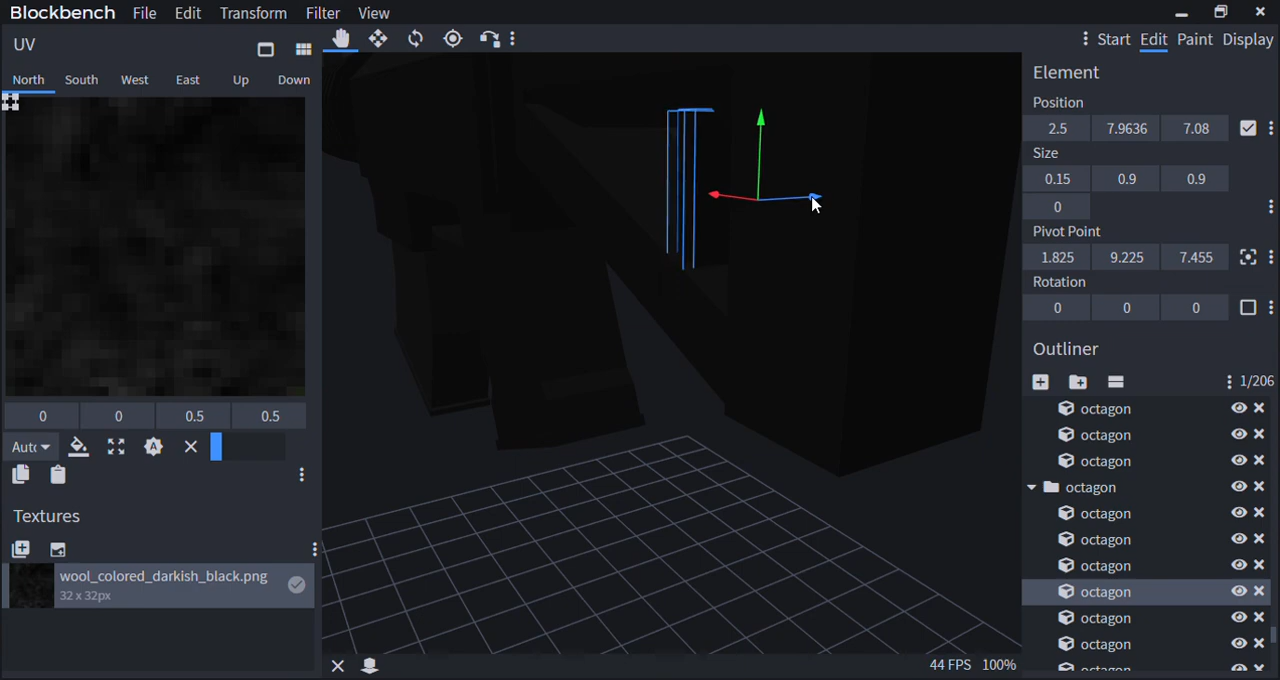 Blockbench File Edit Transform Filter View
UV
North South West East Up Down
0 0 0.5 0.5
Auto
Textures
wool_colored_darkish_black.png
32 x 32px
44 FPS 100%
Start Edit Paint Display
Element
Position
2.5 7.9636 7.08
Size
0.15 0.9 0.9
0
Pivot Point
1.825 9.225 7.455
Rotation
0 0 0
Outliner
1/206
octagon
octagon
octagon
octagon
octagon
octagon
octagon
octagon
octagon
octagon
octagon